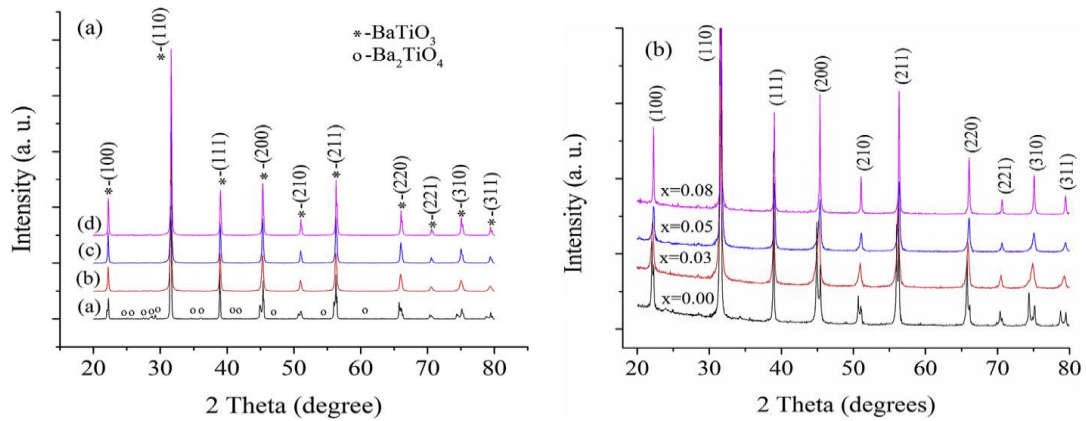 (a)
*-(110)
*-BaTiO₃
o-Ba₂TiO₄
*-(100)
*-(111)
*-(200)
*-(210)
*-(211)
*-(220)
*-(221)
*-(310)
*-(311)
(d)
(c)
(b)
(a)
o o o o o o o o o o o o
Intensity (a. u.)
20 30 40 50 60 70 80
2 Theta (degree)
(b)
(100)
(110)
(111)
(200)
(210)
(211)
(220)
(221)
(310)
(311)
x=0.08
x=0.05
x=0.03
x=0.00
Intensity (a. u.)
20 30 40 50 60 70 80
2 Theta (degrees)